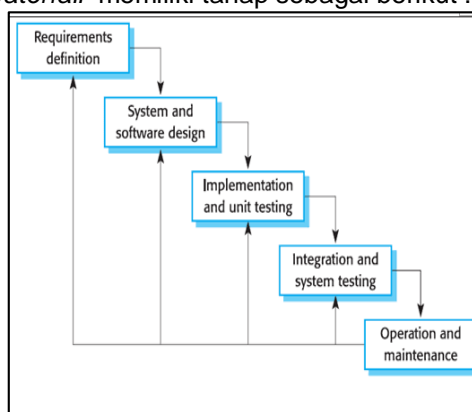 memiliki tahap sebagai berikut :
Requirements
definition
System and
software design
Implementation
and unit testing
Integration and
system testing
Operation and
maintenance